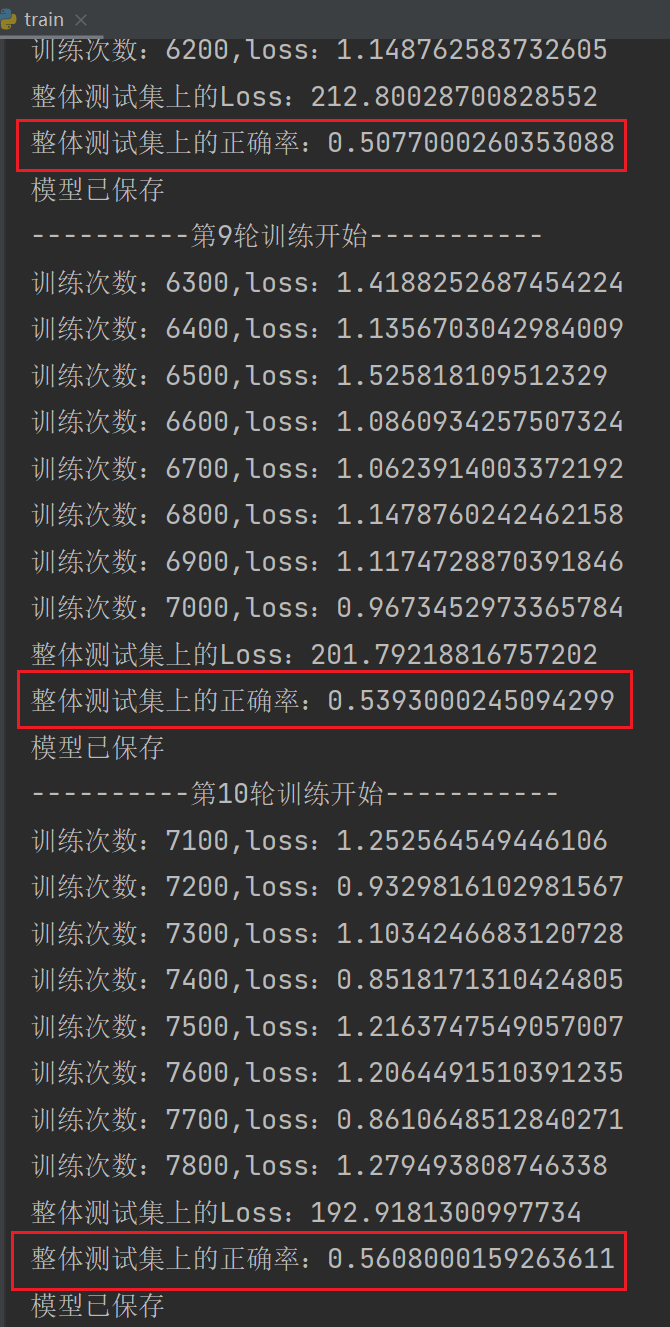 train ×
训练次数：6200,loss：1.148762583732605
整体测试集上的Loss：212.80028700828552
整体测试集上的正确率：0.5077000260353088
模型已保存
----------第9轮训练开始-----------
训练次数：6300,loss：1.4188252687454224
训练次数：6400,loss：1.1356703042984009
训练次数：6500,loss：1.525818109512329
训练次数：6600,loss：1.0860934257507324
训练次数：6700,loss：1.0623914003372192
训练次数：6800,loss：1.1478760242462158
训练次数：6900,loss：1.1174728870391846
训练次数：7000,loss：0.9673452973365784
整体测试集上的Loss：201.79218816757202
整体测试集上的正确率：0.5393000245094299
模型已保存
----------第10轮训练开始-----------
训练次数：7100,loss：1.252564549446106
训练次数：7200,loss：0.9329816102981567
训练次数：7300,loss：1.1034246683120728
训练次数：7400,loss：0.8518171310424805
训练次数：7500,loss：1.2163747549057007
训练次数：7600,loss：1.2064491510391235
训练次数：7700,loss：0.8610648512840271
训练次数：7800,loss：1.279493808746338
整体测试集上的Loss：192.9181300997734
整体测试集上的正确率：0.5608000159263611
模型已保存